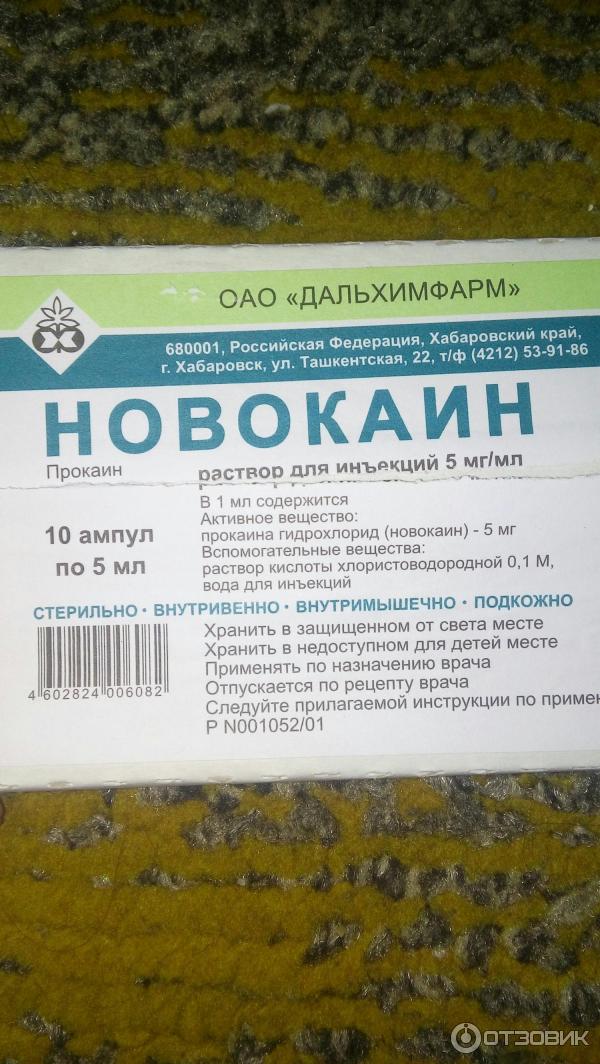 ОАО «ДАЛЬХИМФАРМ»
680001, Российская Федерация, Хабаровский край,
г. Хабаровск, ул. Ташкентская, 22, т/ф (4212) 53-91-86
НОВОКАИН
Прокаин
раствор для инъекций 5 мг/мл
10 ампул
по 5 мл
В 1 мл содержится
Активное вещество:
прокаина гидрохлорид (новокаин) - 5 мг
Вспомогательные вещества:
раствор кислоты хлористоводородной 0,1 М,
вода для инъекций
СТЕРИЛЬНО · ВНУТРИВЕННО · ВНУТРИМЫШЕЧНО · ПОДКОЖНО
4 602824 006082
Хранить в защищенном от света месте
Хранить в недоступном для детей месте
Применять по назначению врача
Отпускается по рецепту врача
Следуйте прилагаемой инструкции по примен
Р N001052/01
ОТЗОВИК